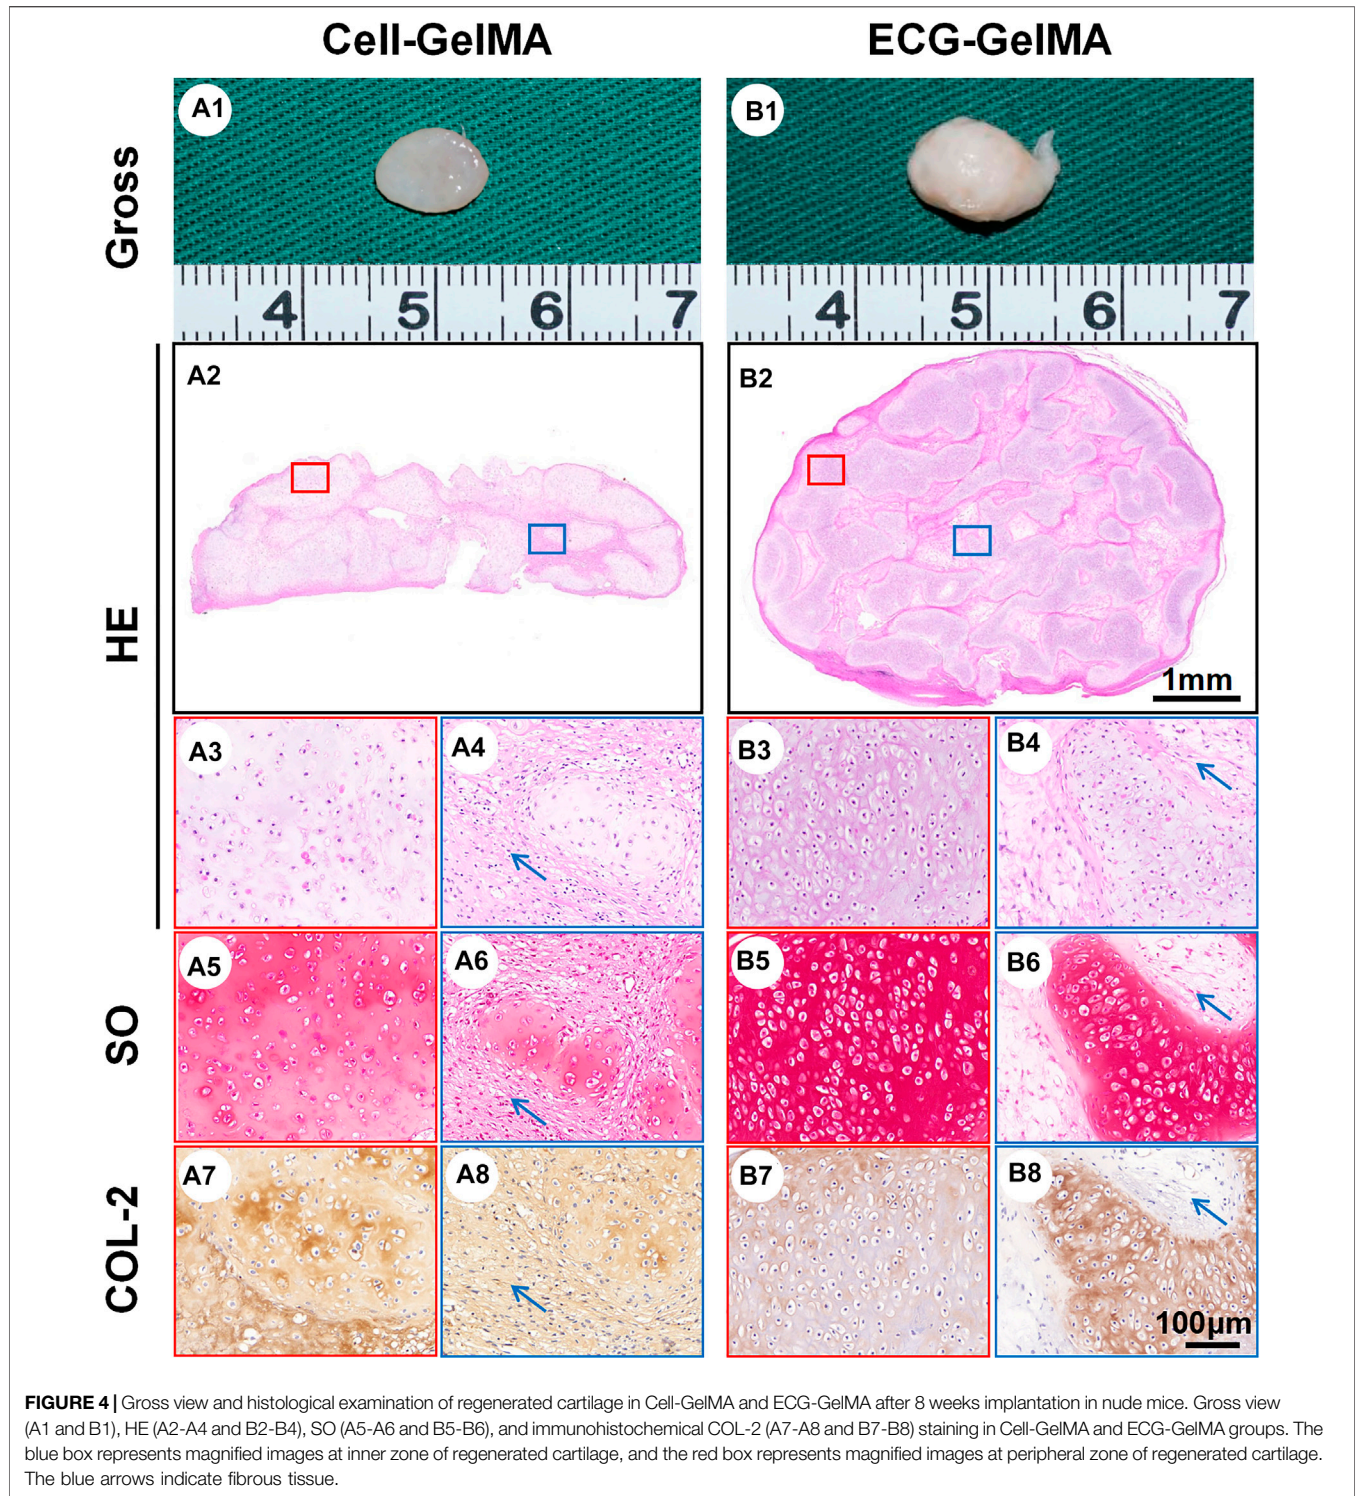 Cell-GelMA
ECG-GelMA
Gross
A1
B1
4 5 6 7
4 5 6 7
HE
A2
B2
1mm
A3
A4
B3
B4
SO
A5
A6
B5
B6
COL-2
A7
A8
B7
B8
100μm
FIGURE 4 | Gross view and histological examination of regenerated cartilage in Cell-GelMA and ECG-GelMA after 8 weeks implantation in nude mice. Gross view
(A1 and B1), HE (A2-A4 and B2-B4), SO (A5-A6 and B5-B6), and immunohistochemical COL-2 (A7-A8 and B7-B8) staining in Cell-GelMA and ECG-GelMA groups. The
blue box represents magnified images at inner zone of regenerated cartilage, and the red box represents magnified images at peripheral zone of regenerated cartilage.
The blue arrows indicate fibrous tissue.